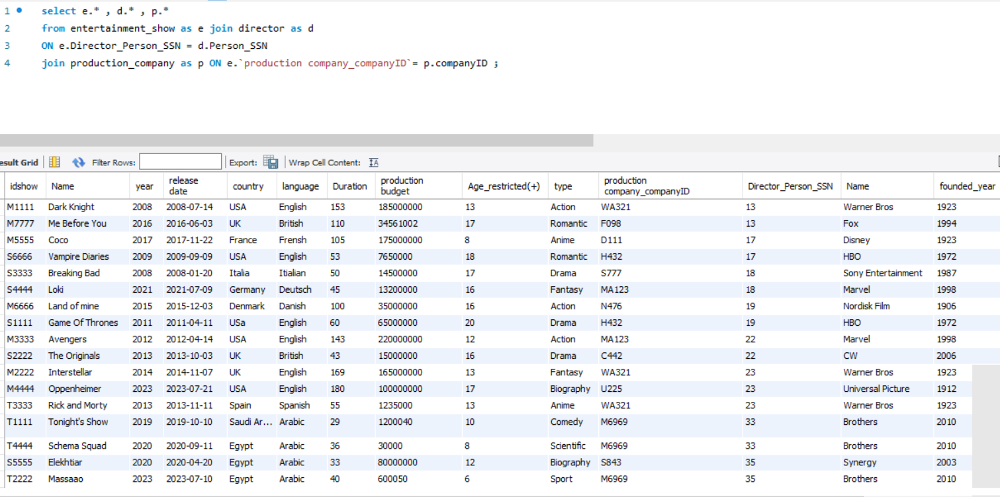 1 select e.* , d.* , p.*
2 from entertainment_show as e join director as d
3 ON e.Director_Person_SSN = d.Person_SSN
4 join production_company as p ON e.`production company_companyID`= p.companyID ;
esult Grid Filter Rows: Export: Wrap Cell Content:
idshow Name year release date country language Duration production budget Age_restricted(+) type production company_companyID Director_Person_SSN Name founded_year
M1111 Dark Knight 2008 2008-07-14 USA English 153 185000000 13 Action WA321 13 Warner Bros 1923
M7777 Me Before You 2016 2016-06-03 UK British 110 34561002 17 Romantic F098 13 Fox 1994
M5555 Coco 2017 2017-11-22 France Frensh 105 175000000 8 Anime D111 17 Disney 1923
S6666 Vampire Diaries 2009 2009-09-09 USA English 53 7650000 18 Romantic H432 17 HBO 1972
S3333 Breaking Bad 2008 2008-01-20 Italia Itialian 50 14500000 17 Drama S777 18 Sony Entertainment 1987
S4444 Loki 2021 2021-07-09 Germany Deutsch 45 13200000 16 Fantasy MA123 18 Marvel 1998
M6666 Land of mine 2015 2015-12-03 Denmark Danish 100 35000000 16 Action N476 19 Nordisk Film 1906
S1111 Game Of Thrones 2011 2011-04-11 USa English 60 65000000 20 Drama H432 19 HBO 1972
M3333 Avengers 2012 2012-04-14 USA English 143 220000000 12 Action MA123 22 Marvel 1998
S2222 The Originals 2013 2013-10-03 UK British 43 15000000 16 Drama C442 22 CW 2006
M2222 Interstellar 2014 2014-11-07 UK English 169 165000000 13 Fantasy WA321 23 Warner Bros 1923
M4444 Oppenheimer 2023 2023-07-21 USA English 180 100000000 17 Biography U225 23 Universal Picture 1912
T3333 Rick and Morty 2013 2013-11-11 Spain Spanish 55 1235000 13 Anime WA321 23 Warner Bros 1923
T1111 Tonight's Show 2019 2019-10-10 Saudi Ar... Arabic 29 1200040 10 Comedy M6969 33 Brothers 2010
T4444 Schema Squad 2020 2020-09-11 Egypt Arabic 36 30000 8 Scientific M6969 33 Brothers 2010
S5555 Elekhtiar 2020 2020-04-20 Egypt Arabic 33 80000000 12 Biography S843 35 Synergy 2003
T2222 Massaao 2023 2023-07-10 Egypt Arabic 40 600050 6 Sport M6969 35 Brothers 2010